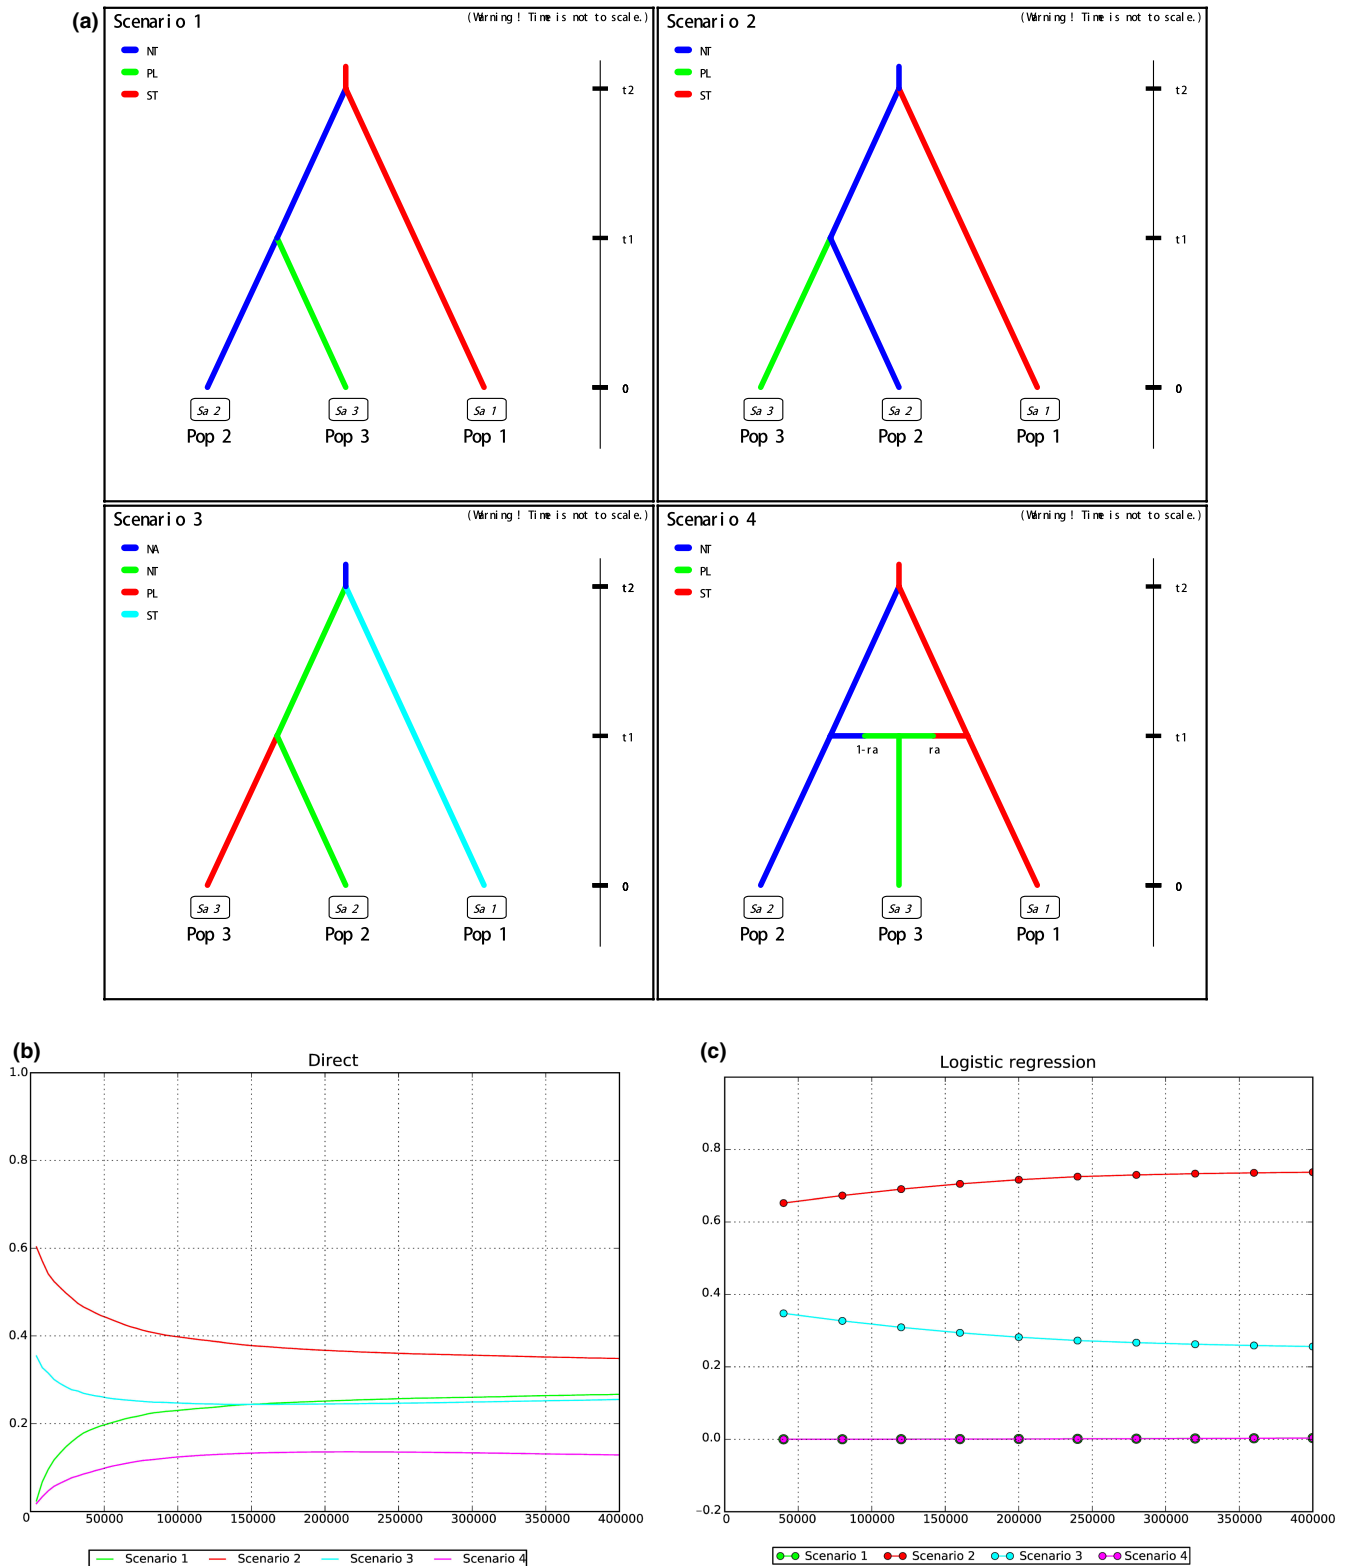 (a)
Scenario 1
(Warning! Time is not to scale.)
NT
PL
ST
t2
t1
0
Sa 2
Sa 3
Sa 1
Pop 2
Pop 3
Pop 1
Scenario 2
(Warning! Time is not to scale.)
NT
PL
ST
t2
t1
0
Sa 3
Sa 2
Sa 1
Pop 3
Pop 2
Pop 1
Scenario 3
(Warning! Time is not to scale.)
NA
NT
PL
ST
t2
t1
0
Sa 3
Sa 2
Sa 1
Pop 3
Pop 2
Pop 1
Scenario 4
(Warning! Time is not to scale.)
NT
PL
ST
t2
1-ra
ra
t1
0
Sa 2
Sa 3
Sa 1
Pop 2
Pop 3
Pop 1
(b)
Direct
1.0
0.8
0.6
0.4
0.2
0 50000 100000 150000 200000 250000 300000 350000 400000
Scenario 1 Scenario 2 Scenario 3 Scenario 4
(c)
Logistic regression
0.8
0.6
0.4
0.2
0.0
−0.2
0 50000 100000 150000 200000 250000 300000 350000 400000
Scenario 1 Scenario 2 Scenario 3 Scenario 4